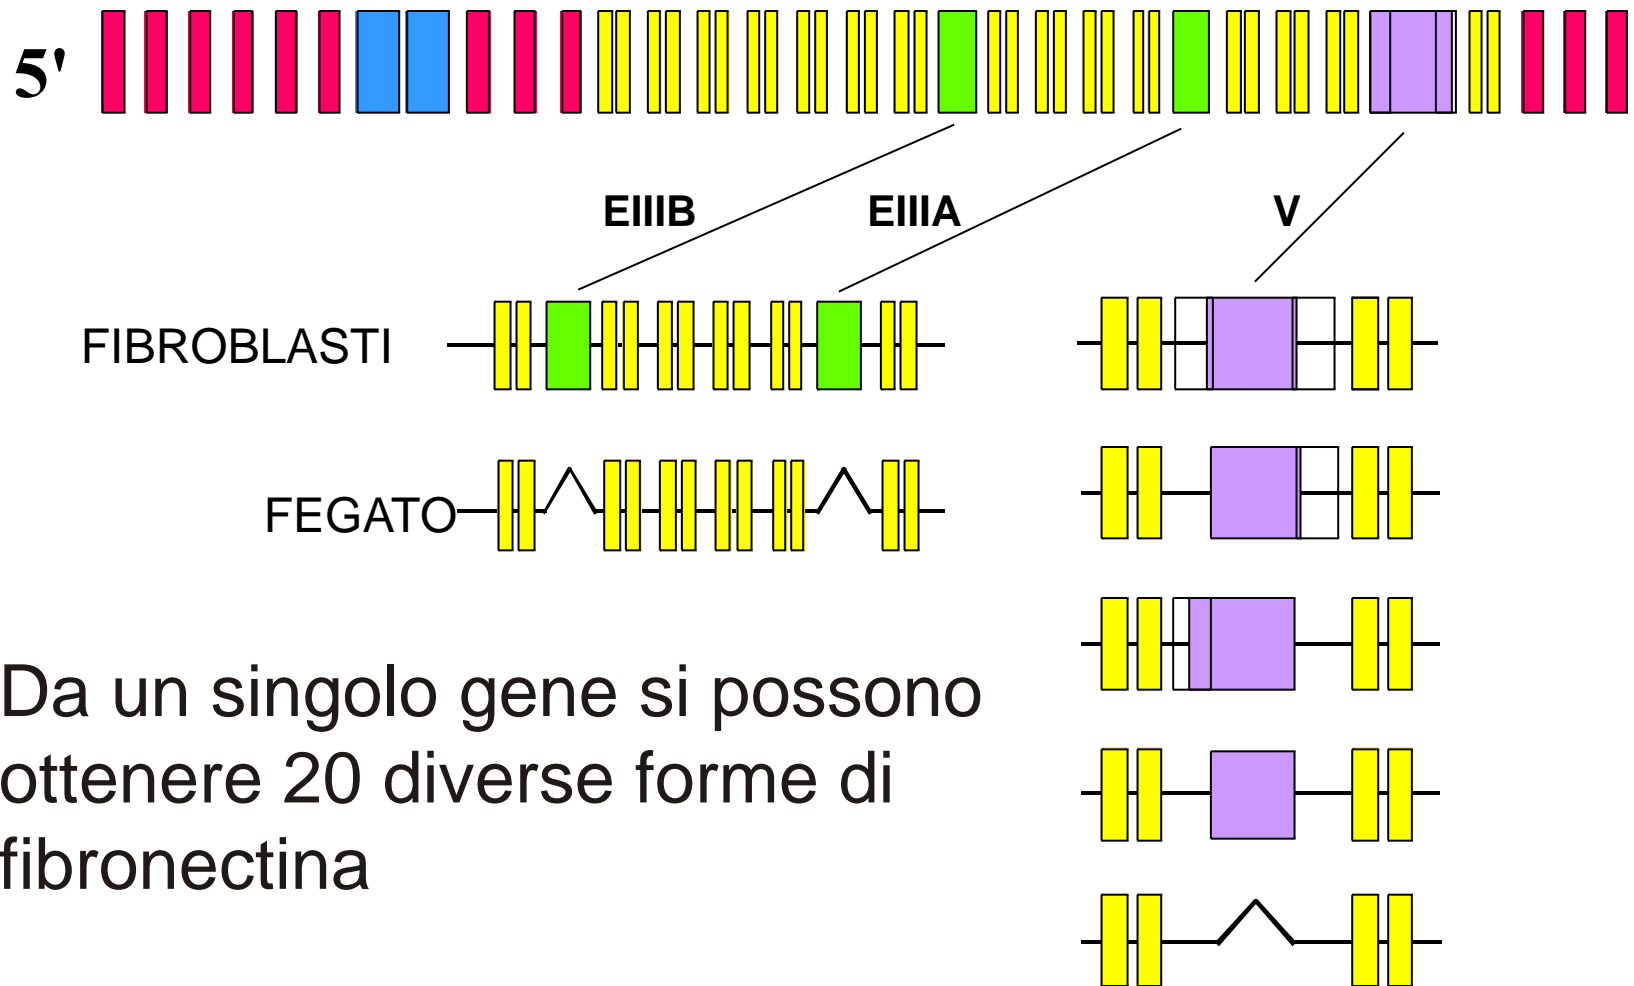 5'
EIIIB
EIIIA
V
FIBROBLASTI
FEGATO
Da un singolo gene si possono
ottenere 20 diverse forme di
fibronectina